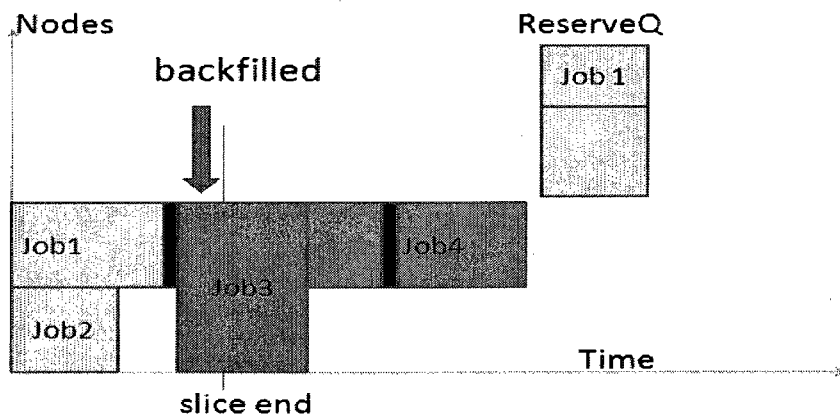 Nodes
ReserveQ
Job 1
backfilled
Job1
Job4
Job3
Job2
Time
slice end